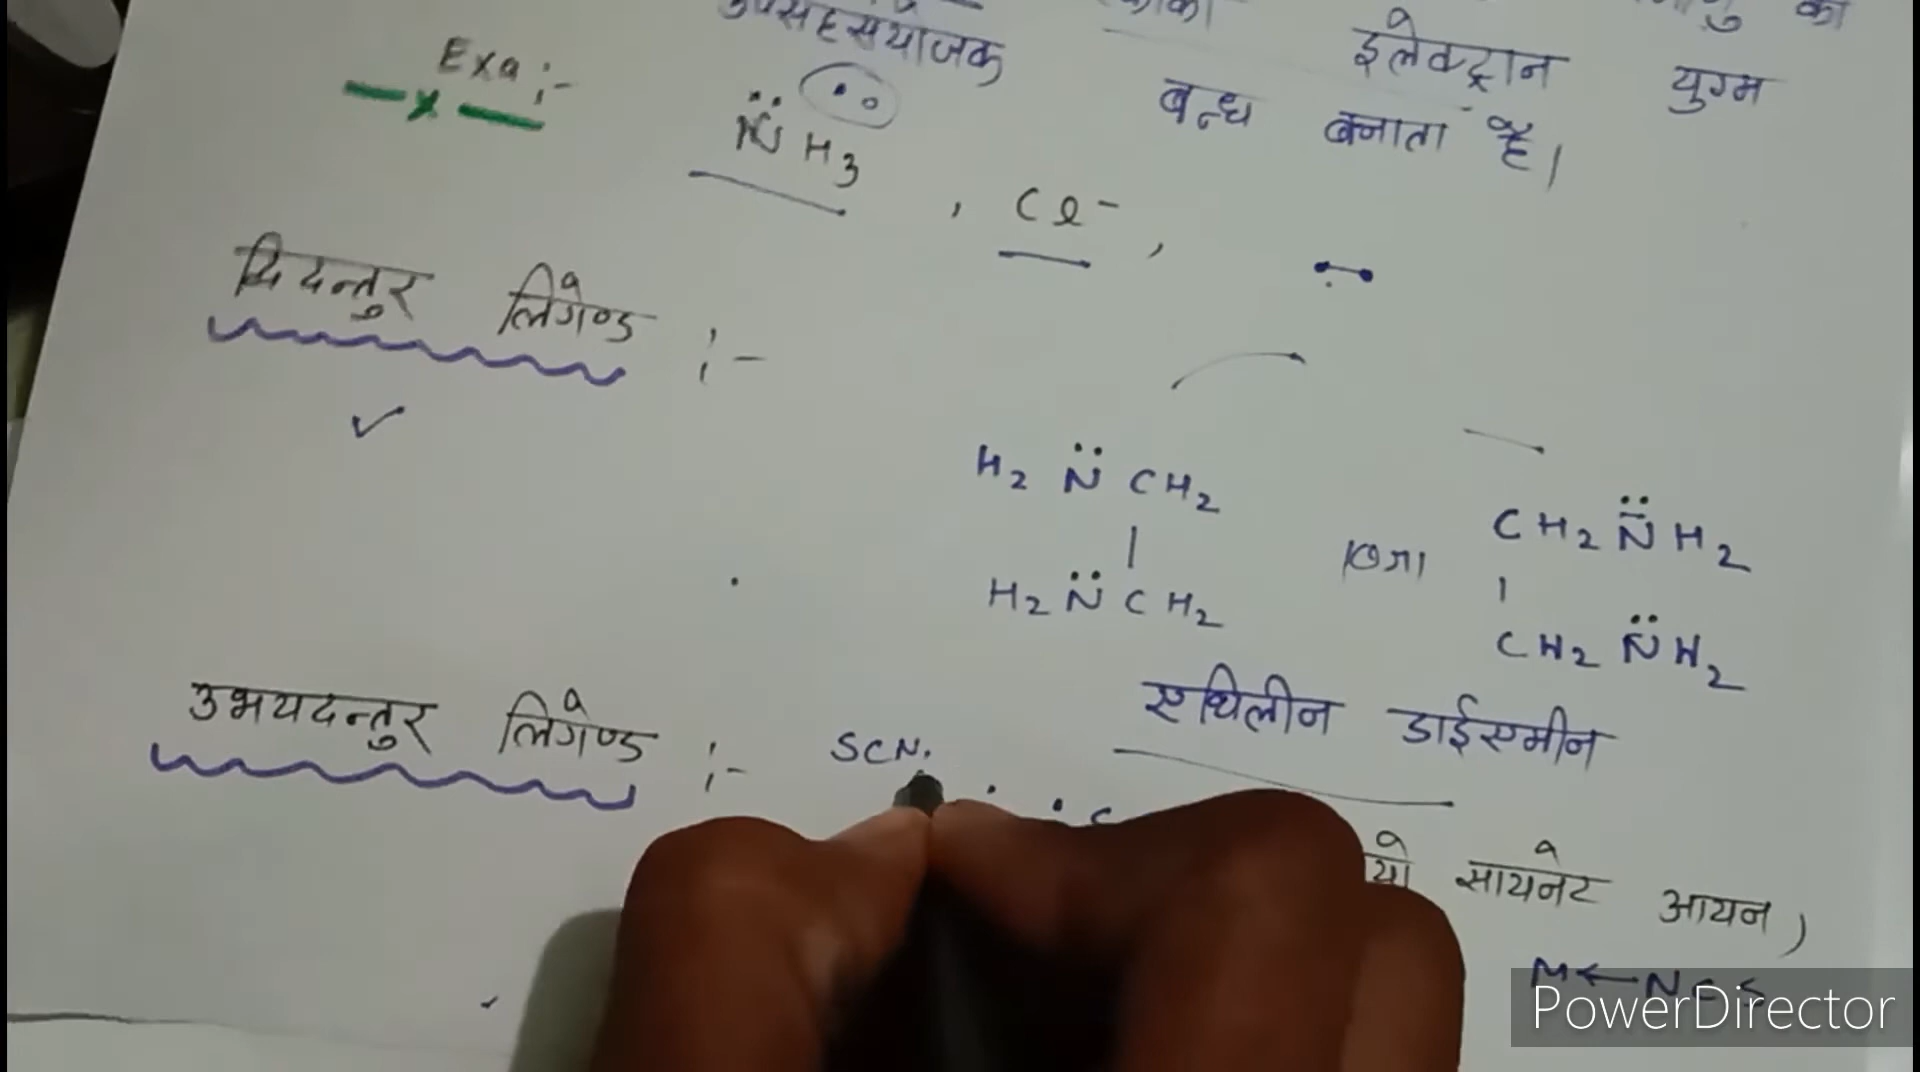 उपसहसंयोजक
का
इलेक्ट्रान युग्म
बन्ध बनाता है।
Exa :-
N̈H3 , Cl- ,
द्विदन्तुर लिगेण्ड :-
H2 N̈ CH2
|
H2 N̈ CH2
CH2 N̈ H2
|
CH2 N̈ H2
एथिलीन डाईएमीन
उभयदन्तुर लिगेण्ड :- SCN
यो सायनेट आयन)
M←NCS
PowerDirector